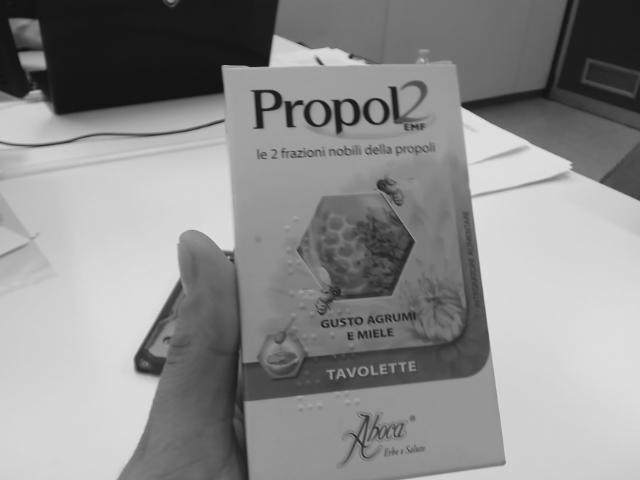 Propol2
EMF
le 2 frazioni nobili della propoli
GUSTO AGRUMI
E MIELE
TAVOLETTE
Aboca®
Erbe e Salute